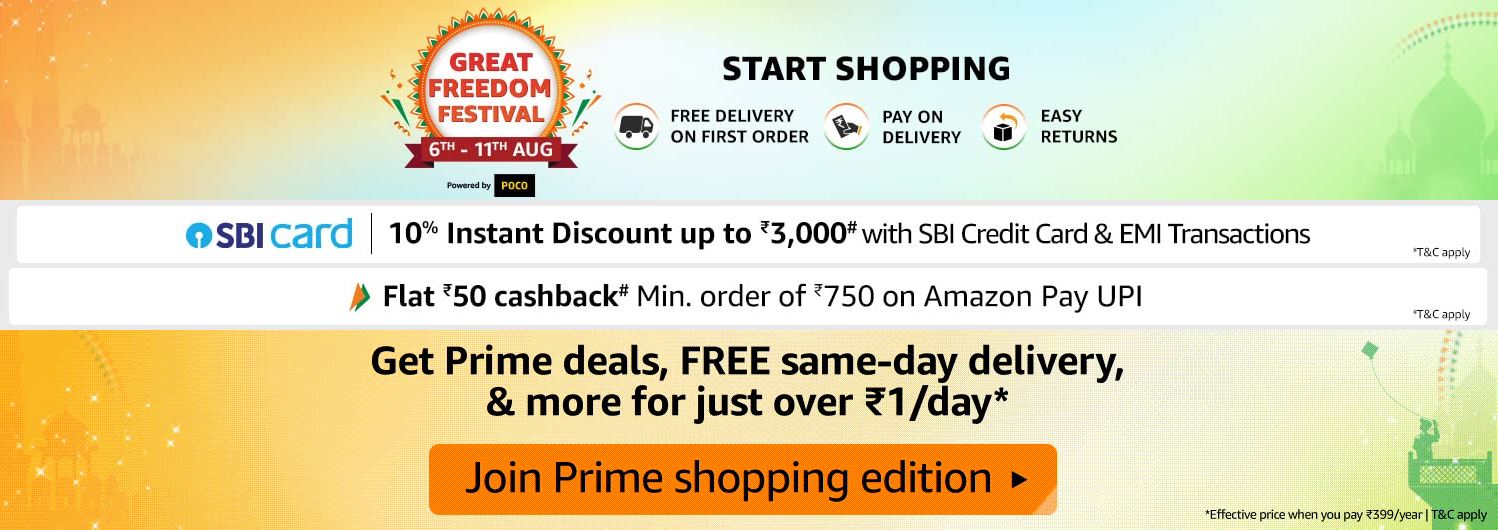 GREAT
FREEDOM
FESTIVAL
6TH - 11TH AUG
Powered by POCO
START SHOPPING
FREE DELIVERY
ON FIRST ORDER
PAY ON
DELIVERY
EASY
RETURNS
SBI card | 10% Instant Discount up to ₹3,000# with SBI Credit Card & EMI Transactions
*T&C apply
Flat ₹50 cashback# Min. order of ₹750 on Amazon Pay UPI
*T&C apply
Get Prime deals, FREE same-day delivery,
& more for just over ₹1/day*
Join Prime shopping edition ▸
*Effective price when you pay ₹399/year | T&C apply